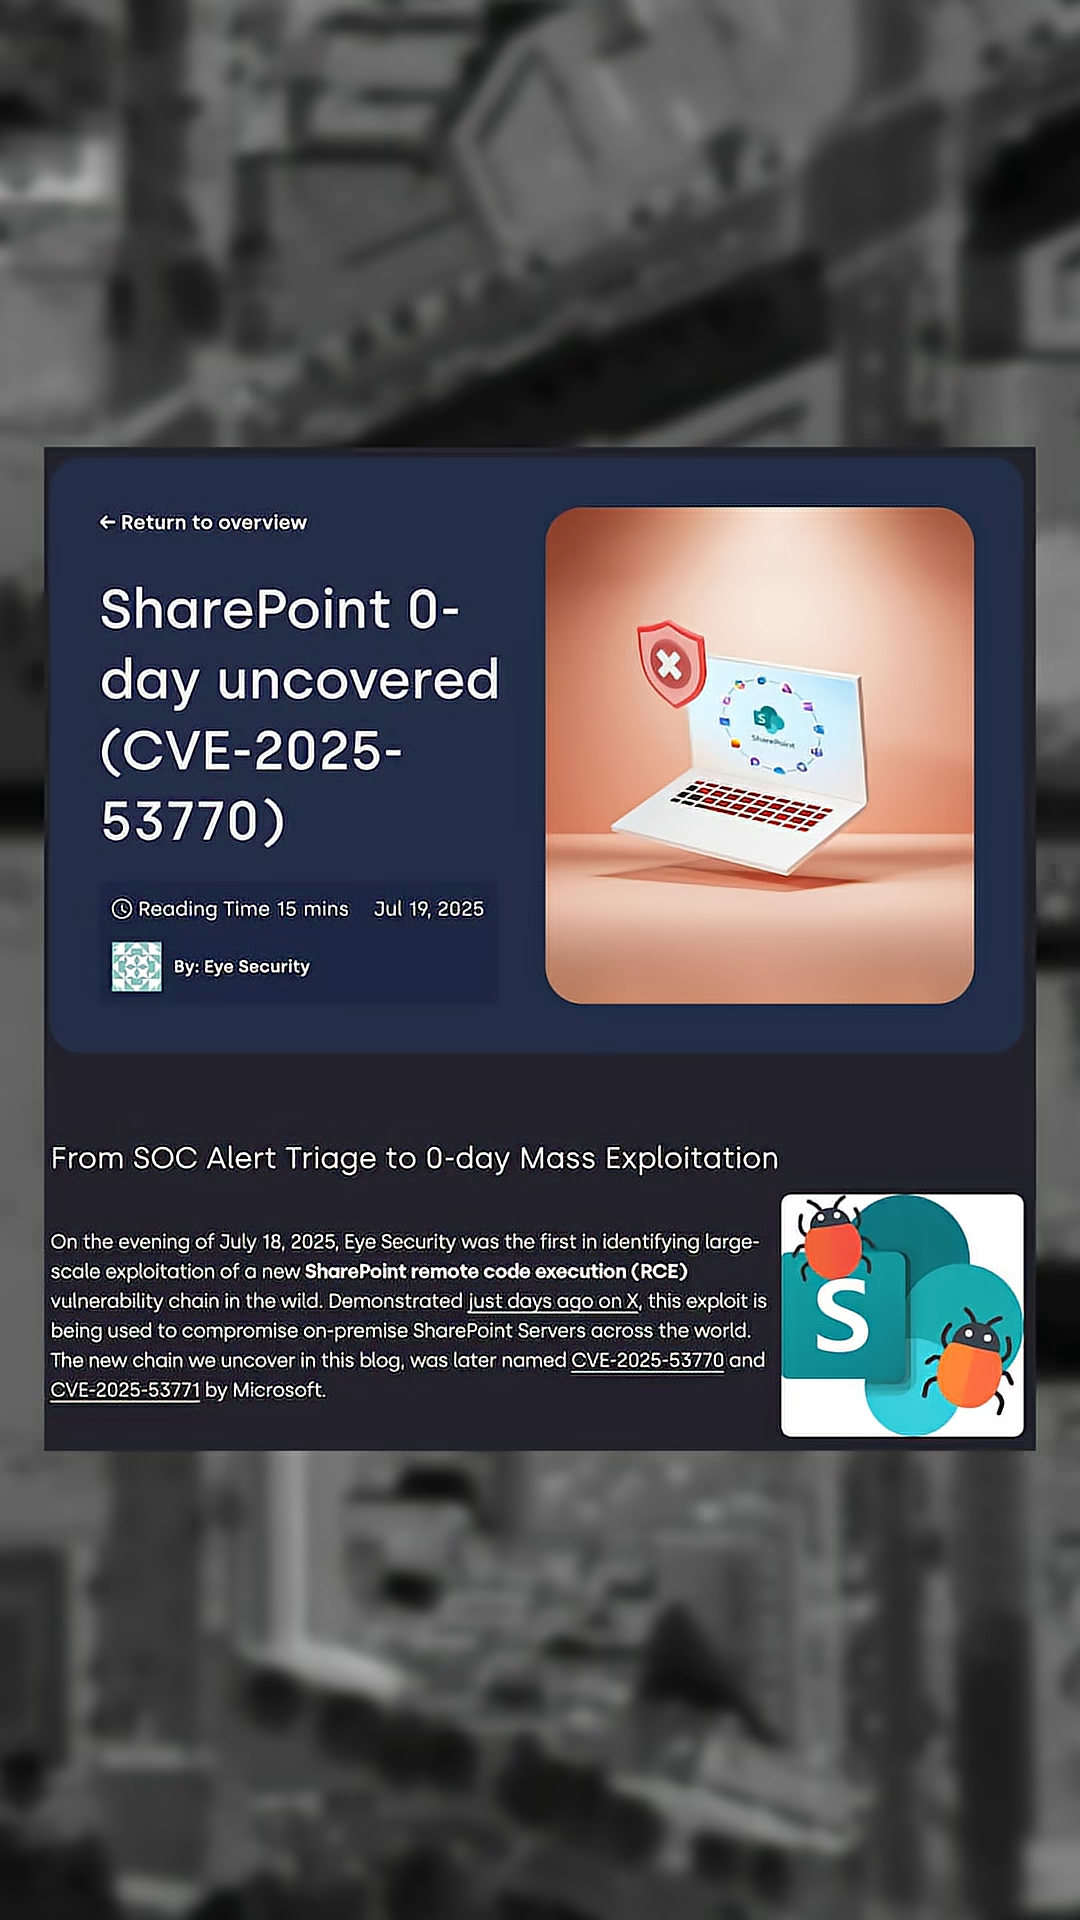 ← Return to overview
SharePoint 0-
day uncovered
(CVE-2025-
53770)
Reading Time 15 mins Jul 19, 2025
By: Eye Security
S
SharePoint
From SOC Alert Triage to 0-day Mass Exploitation
On the evening of July 18, 2025, Eye Security was the first in identifying large-
scale exploitation of a new SharePoint remote code execution (RCE)
vulnerability chain in the wild. Demonstrated just days ago on X, this exploit is
being used to compromise on-premise SharePoint Servers across the world.
The new chain we uncover in this blog, was later named CVE-2025-53770 and
CVE-2025-53771 by Microsoft.
S